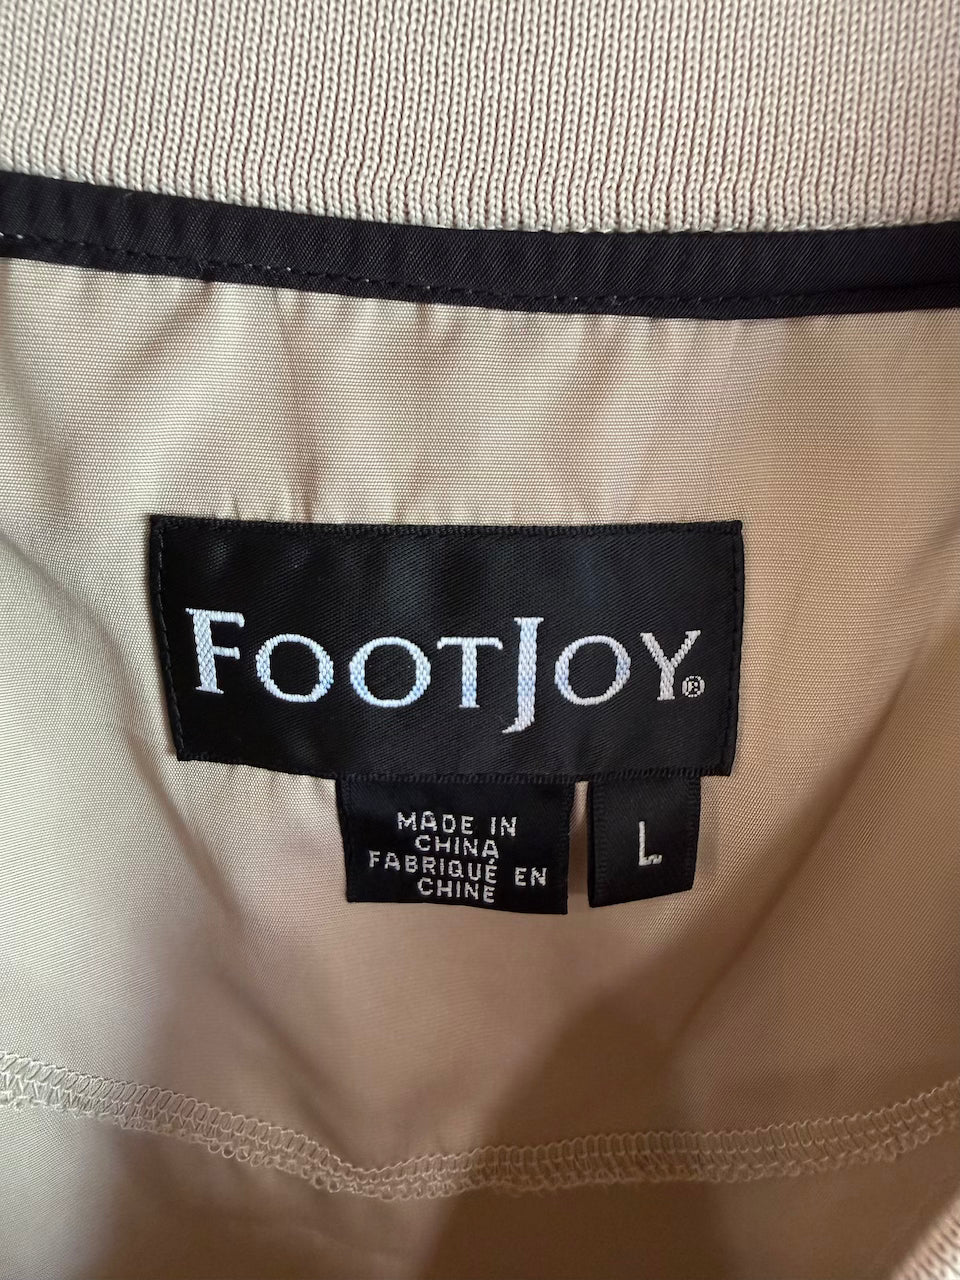 FOOTJOY®
MADE IN
CHINA
FABRIQUÉ EN
CHINE
L